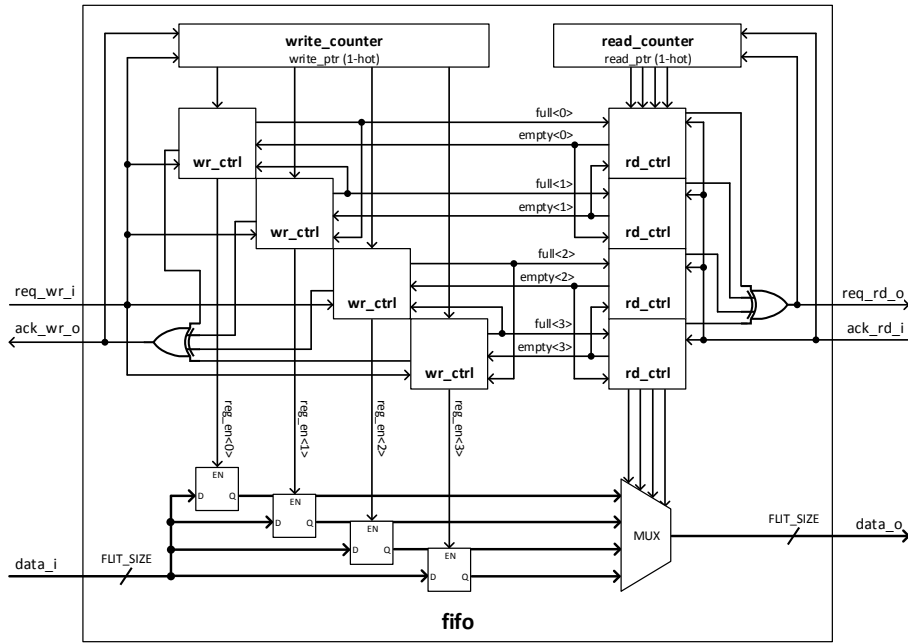 write_counter
write_ptr (1-hot)
read_counter
read_ptr (1-hot)
full<0>
empty<0>
wr_ctrl
rd_ctrl
full<1>
empty<1>
wr_ctrl
rd_ctrl
full<2>
empty<2>
req_wr_i
wr_ctrl
rd_ctrl
req_rd_o
ack_wr_o
full<3>
ack_rd_i
empty<3>
wr_ctrl
rd_ctrl
reg_en<0>
reg_en<1>
reg_en<2>
reg_en<3>
EN
D Q
EN
D Q
EN
D Q
EN
D Q
MUX
FLIT_SIZE
data_o
data_i
FLIT_SIZE
fifo